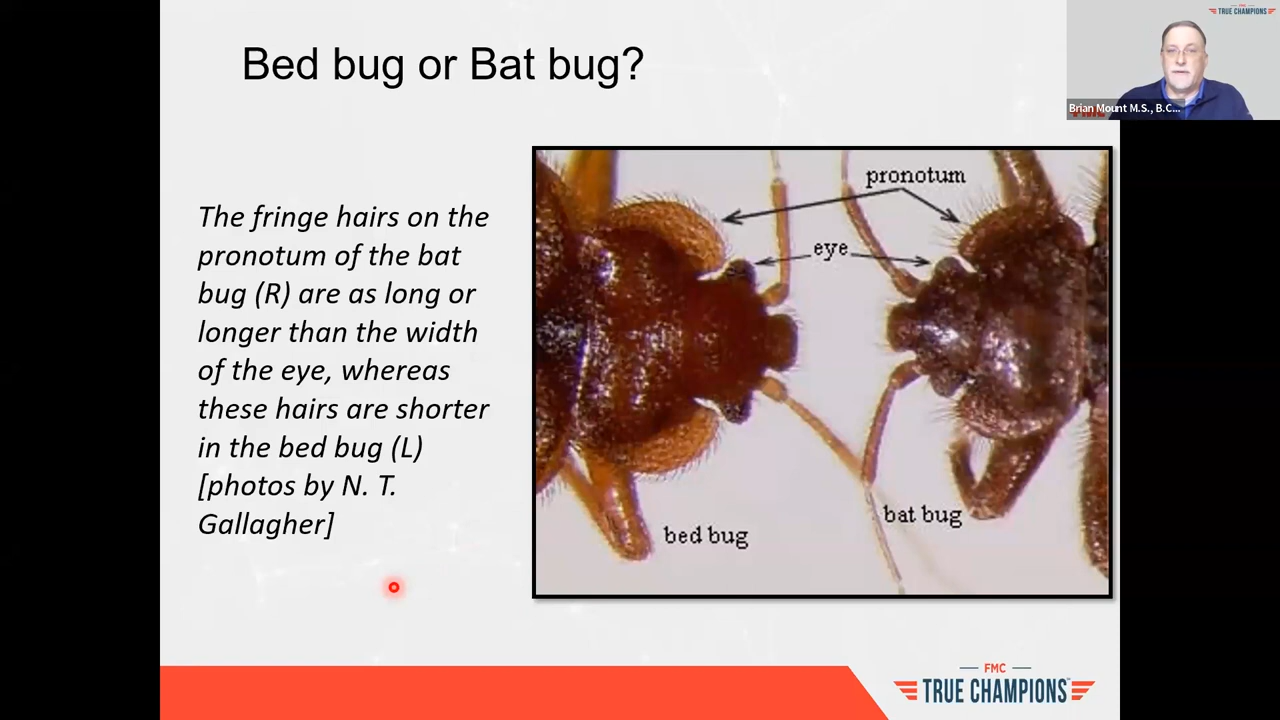 Bed bug or Bat bug?
FMC
TRUE CHAMPIONS
Brian Mount M.S., B.C...
The fringe hairs on the
pronotum of the bat
bug (R) are as long or
longer than the width
of the eye, whereas
these hairs are shorter
in the bed bug (L)
[photos by N. T.
Gallagher]
pronotum
eye
bat bug
bed bug
FMC
TRUE CHAMPIONS